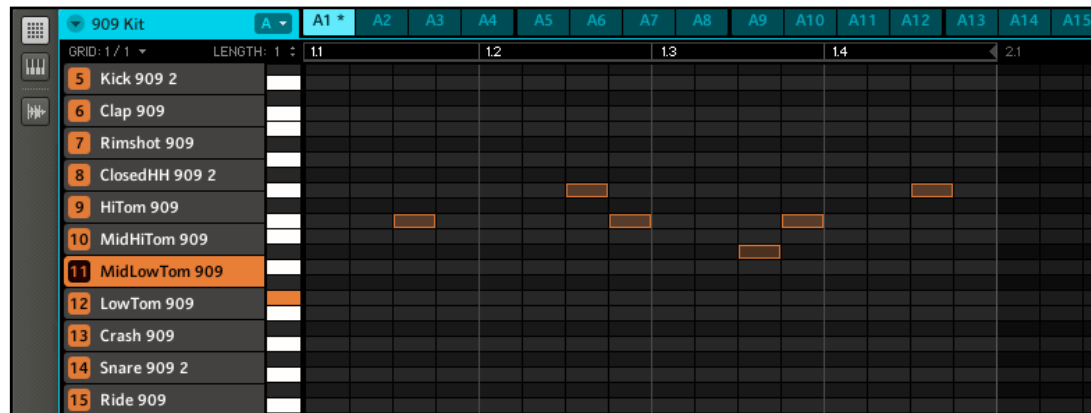 909 Kit A A1 * A2 A3 A4 A5 A6 A7 A8 A9 A10 A11 A12 A13 A14 A15
GRID: 1 / 1 LENGTH: 1 1.1 1.2 1.3 1.4 2.1
5 Kick 909 2
6 Clap 909
7 Rimshot 909
8 ClosedHH 909 2
9 HiTom 909
10 MidHiTom 909
11 MidLowTom 909
12 LowTom 909
13 Crash 909
14 Snare 909 2
15 Ride 909